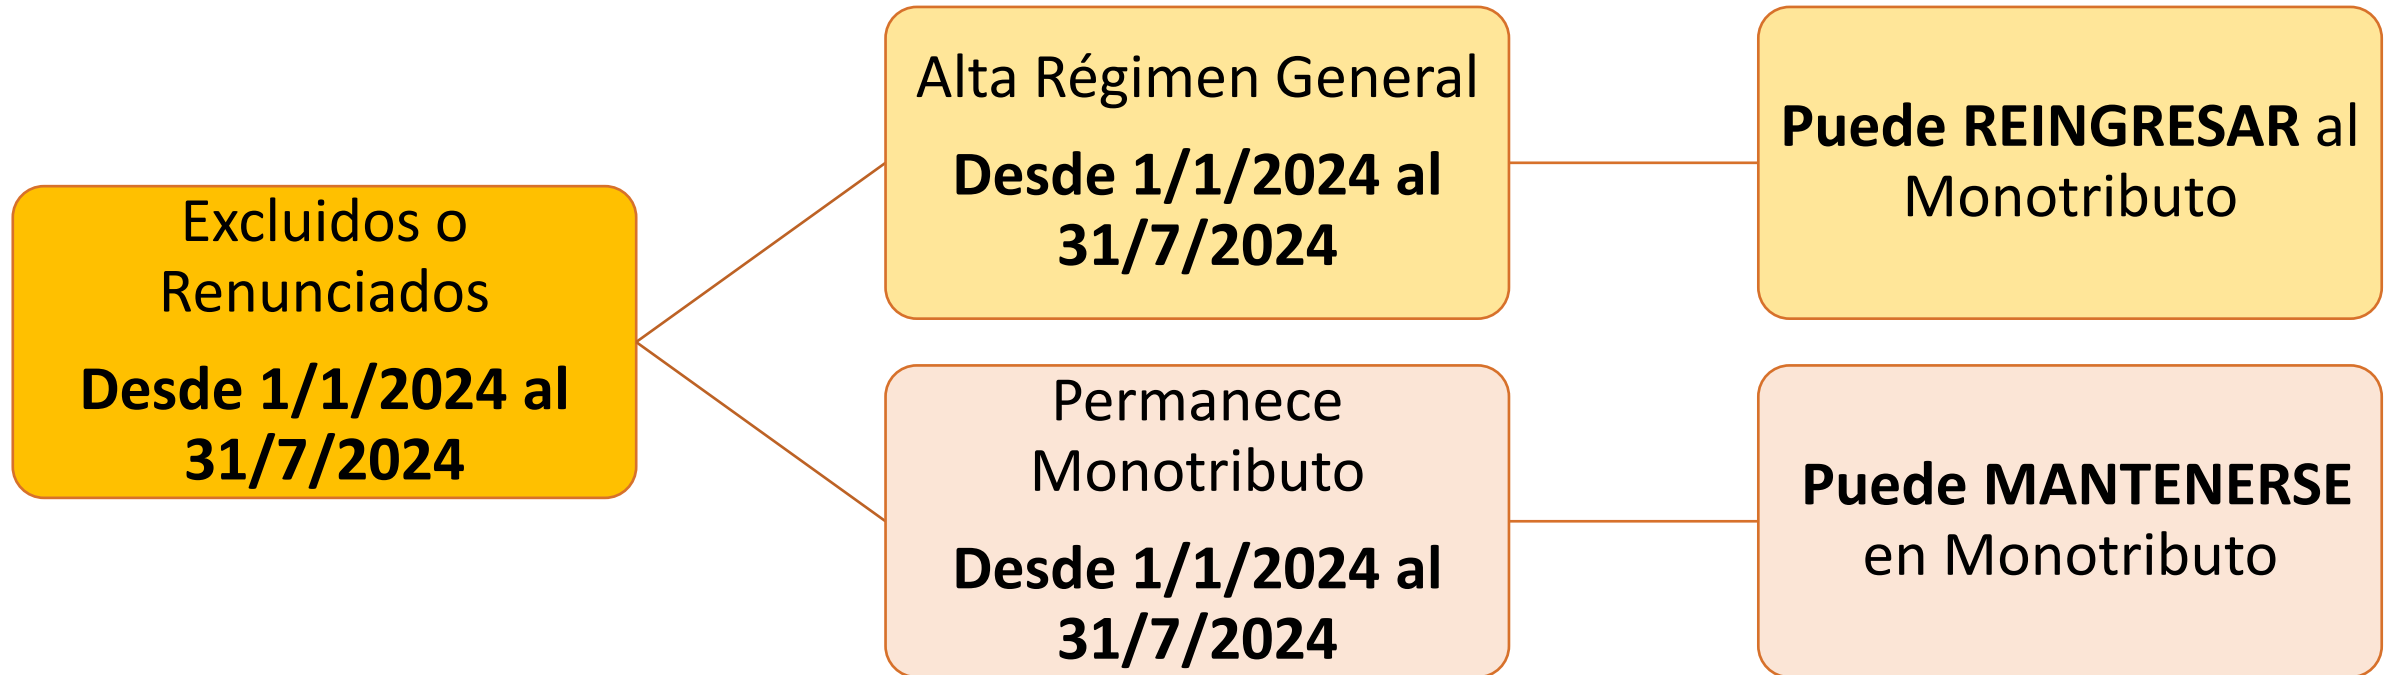 Excluidos o
Renunciados
Desde 1/1/2024 al
31/7/2024
Alta Régimen General
Desde 1/1/2024 al
31/7/2024
Puede REINGRESAR al
Monotributo
Permanece
Monotributo
Desde 1/1/2024 al
31/7/2024
Puede MANTENERSE
en Monotributo